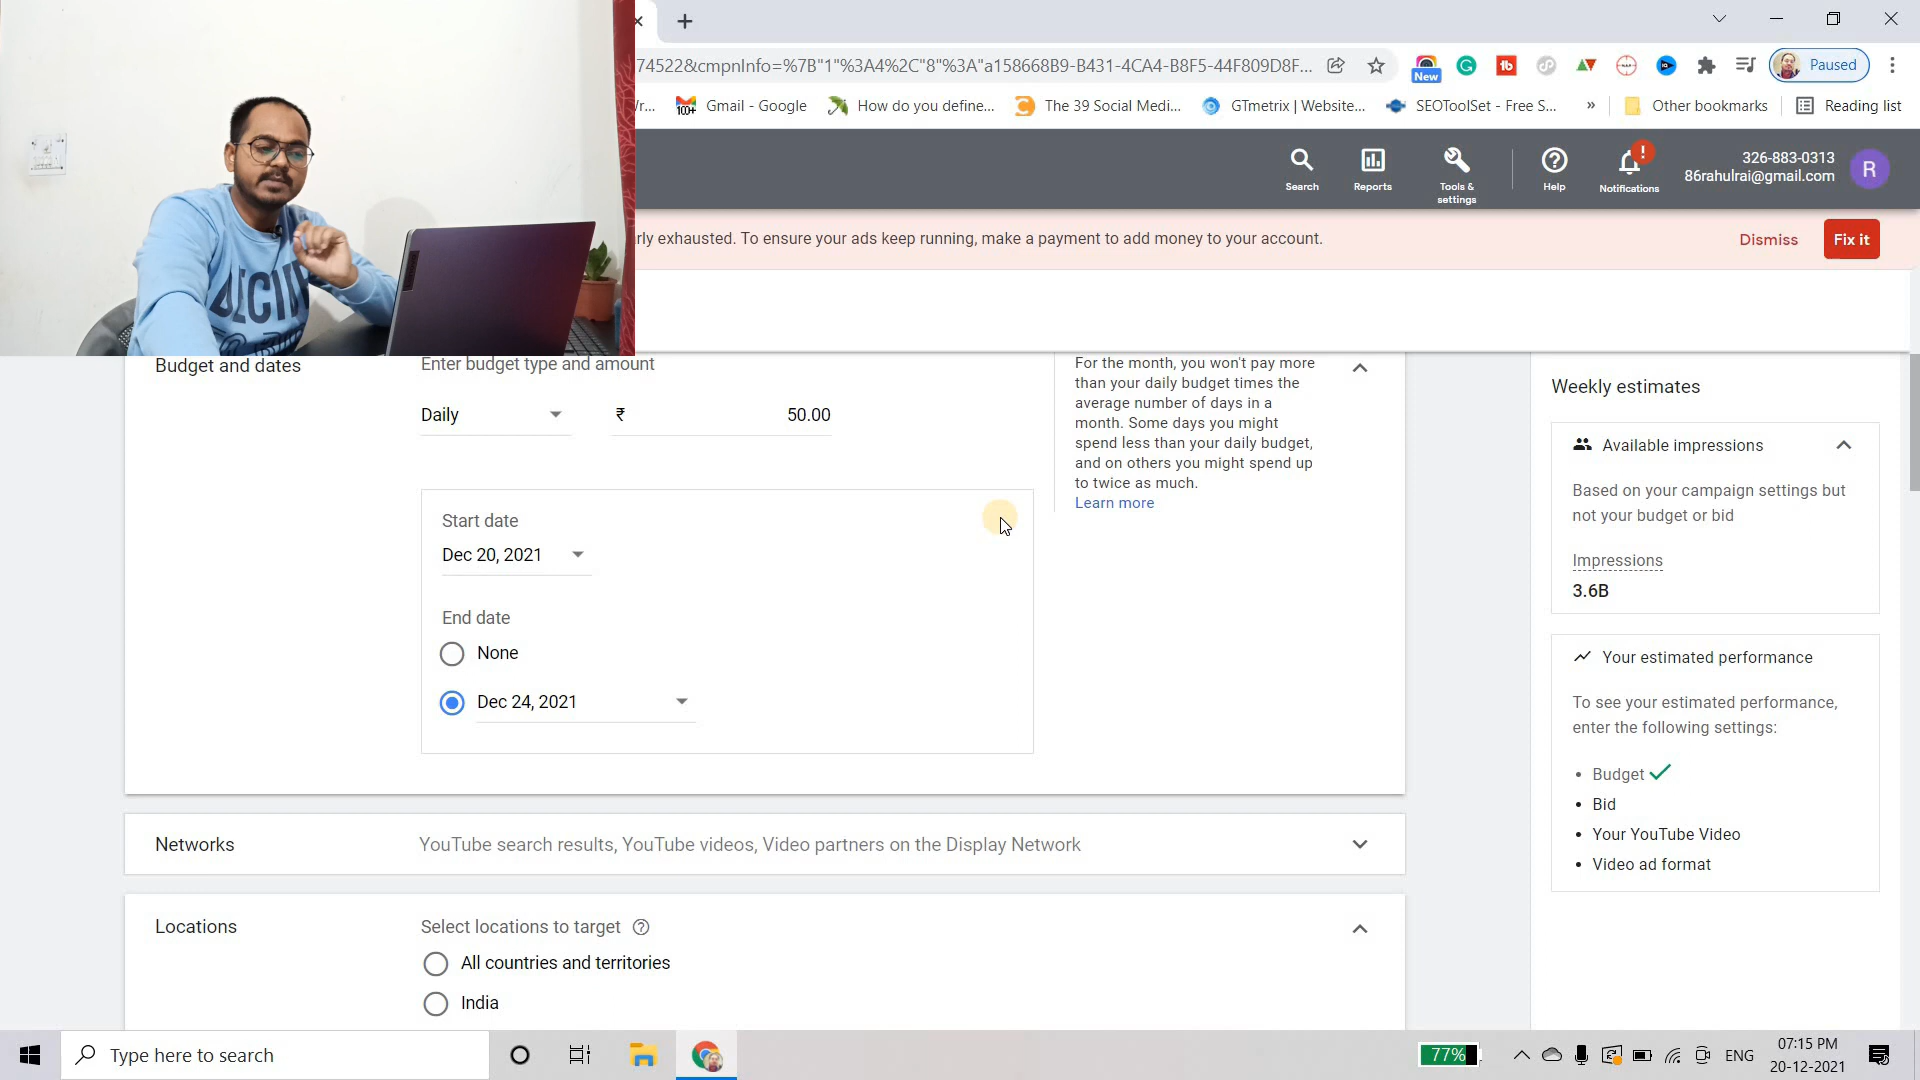 74522&cmpnInfo=%7B"1"%3A4%2C"8"%3A"a158668B9-B431-4CA4-B8F5-44F809D8F...
New
Paused
Gmail - Google
How do you define...
The 39 Social Medi...
GTmetrix | Website...
SEOToolSet - Free S...
»
Other bookmarks
Reading list
Search
Reports
Tools &
settings
Help
Notifications
326-883-0313
86rahulrai@gmail.com
R
rly exhausted. To ensure your ads keep running, make a payment to add money to your account.
Dismiss
Fix it
Budget and dates
Enter budget type and amount
Daily
₹
50.00
For the month, you won't pay more
than your daily budget times the
average number of days in a
month. Some days you might
spend less than your daily budget,
and on others you might spend up
to twice as much.
Learn more
Start date
Dec 20, 2021
End date
None
Dec 24, 2021
Weekly estimates
Available impressions
Based on your campaign settings but
not your budget or bid
Impressions
3.6B
Your estimated performance
To see your estimated performance,
enter the following settings:
• Budget
• Bid
• Your YouTube Video
• Video ad format
Networks
YouTube search results, YouTube videos, Video partners on the Display Network
Locations
Select locations to target
All countries and territories
India
Type here to search
77%
ENG
07:15 PM
20-12-2021